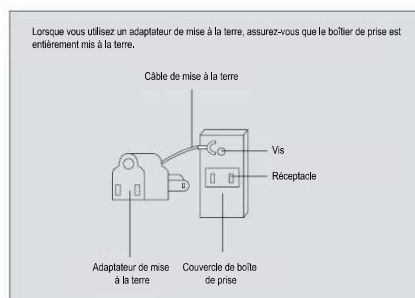 Lorsque vous utilisez un adaptateur de mise à la terre, assurez-vous que le boîtier de prise est
entièrement mis à la terre.
Câble de mise à la terre
Vis
Réceptacle
Adaptateur de mise
à la terre
Couvercle de boîte
de prise